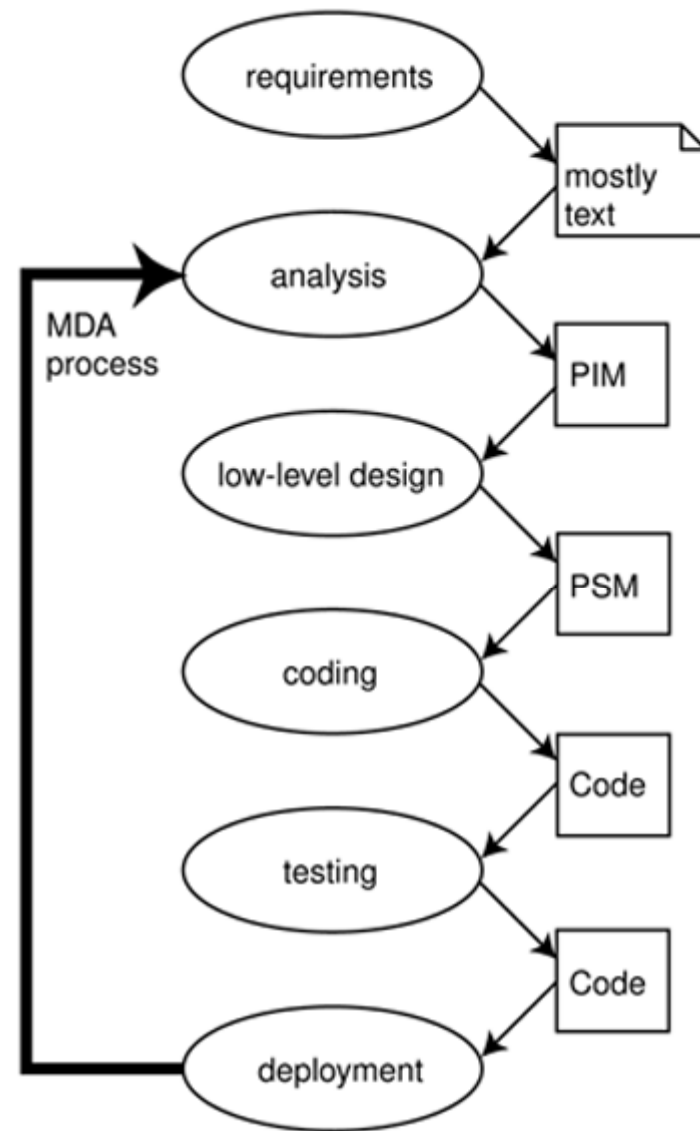 requirements
mostly
text
analysis
MDA
process
PIM
low-level design
PSM
coding
Code
testing
Code
deployment